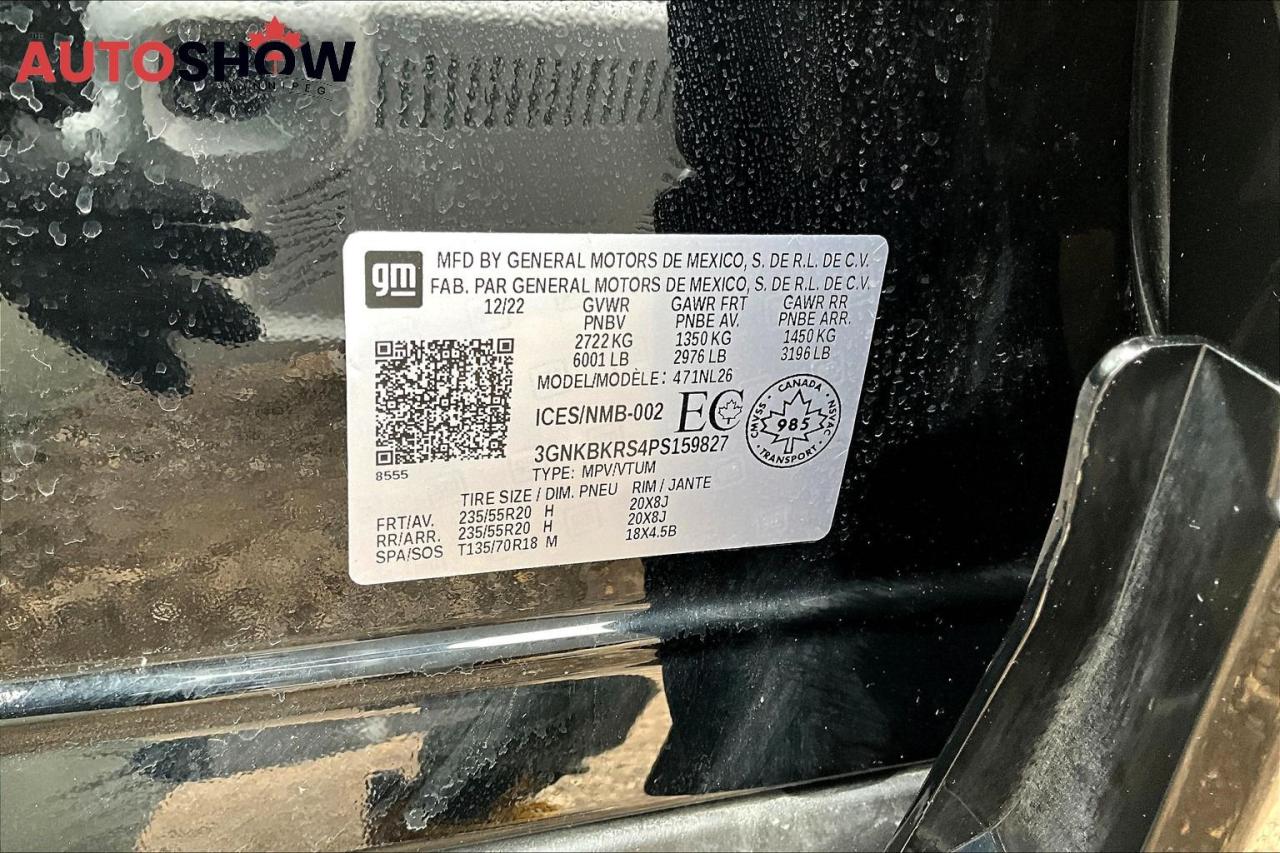 THE
AUTOSHOW
WINNIPEG
gm
MFD BY GENERAL MOTORS DE MEXICO, S. DE R.L. DE C.V.
FAB. PAR GENERAL MOTORS DE MEXICO, S. DE R.L. DE C.V.
12/22 GVWR GAWR FRT GAWR RR
PNBV PNBE AV. PNBE ARR.
2722 KG 1350 KG 1450 KG
6001 LB 2976 LB 3196 LB
MODEL/MODÈLE: 471NL26
ICES/NMB-002 EC
CANADA
CMVSS 985 NSVAC
TRANSPORT
3GNKBKRS4PS159827
8555
TYPE: MPV/VTUM
TIRE SIZE / DIM. PNEU RIM / JANTE
FRT/AV. 235/55R20 H 20X8J
RR/ARR. 235/55R20 H 20X8J
SPA/SOS T135/70R18 M 18X4.5B